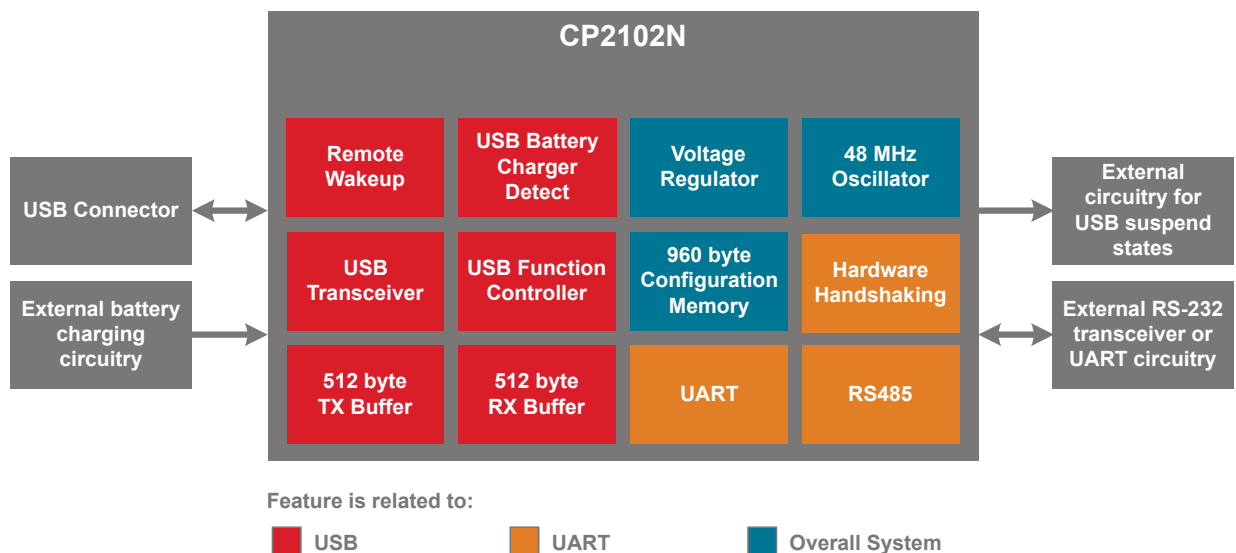 CP2102N
Remote
Wakeup
USB Battery
Charger
Detect
Voltage
Regulator
48 MHz
Oscillator
USB
Transceiver
USB Function
Controller
960 byte
Configuration
Memory
Hardware
Handshaking
512 byte
TX Buffer
512 byte
RX Buffer
UART
RS485
USB Connector
External battery
charging
circuitry
External
circuitry for
USB suspend
states
External RS-232
transceiver or
UART circuitry
Feature is related to:
USB
UART
Overall System